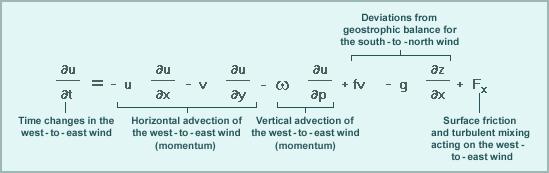 Deviations from
geostrophic balance for
the south - to - north wind
∂u/∂t = - u ∂u/∂x - v ∂u/∂y - ω ∂u/∂p + fv - g ∂z/∂x + Fx
Time changes in the
west - to - east wind
Horizontal advection of
the west - to - east wind
(momentum)
Vertical advection of
the west - to - east wind
(momentum)
Surface friction
and turbulent mixing
acting on the west -
to - east wind